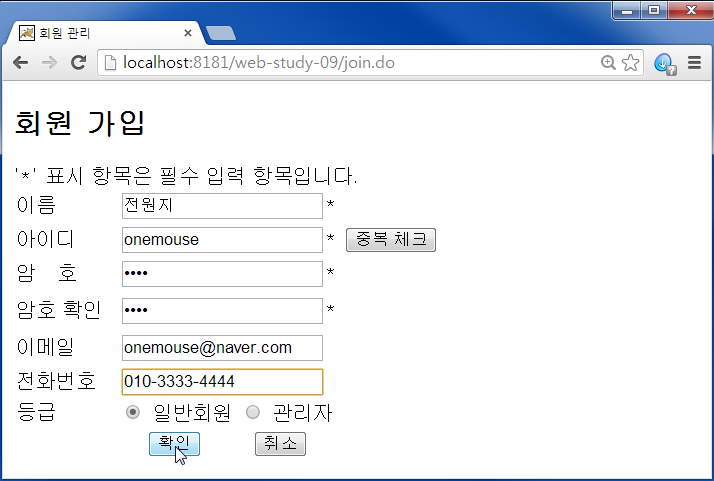 회원 관리
localhost:8181/web-study-09/join.do
회원 가입
'*' 표시 항목은 필수 입력 항목입니다.
이름 전원지 *
아이디 onemouse * 중복 체크
암 호 •••• *
암호 확인 •••• *
이메일 onemouse@naver.com
전화번호 010-3333-4444
등급 일반회원 관리자
확인 취소